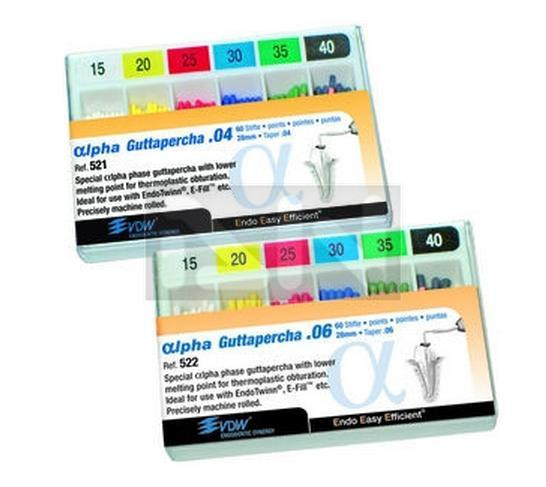 15 20 25 30 35 40
αlpha Guttapercha .04
60 Stifte • points • pointes • puntas
28mm • Taper .04
Ref. 521
Special αlpha phase guttapercha with lower
melting point for thermoplastic obturation.
Ideal for use with EndoTwinn®, E-Fill™ etc.
Precisely machine rolled.
α
VDW®
ENDODONTIC SYNERGY
Endo Easy Efficient®
15 20 25 30 35 40
αlpha Guttapercha .06
60 Stifte • points • pointes • puntas
28mm • Taper .06
Ref. 522
Special αlpha phase guttapercha with lower
melting point for thermoplastic obturation.
Ideal for use with EndoTwinn®, E-Fill™ etc.
Precisely machine rolled.
α
VDW®
ENDODONTIC SYNERGY
Endo Easy Efficient®